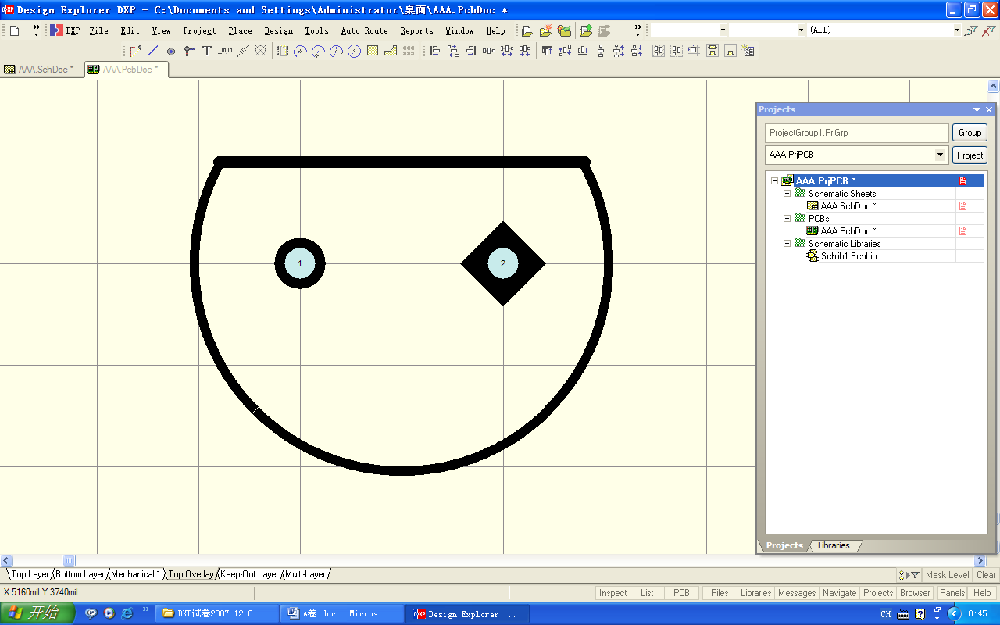 Design Explorer DXP - C:\Documents and Settings\Administrator\桌面\AAA.PcbDoc *
DXP File Edit View Project Place Design Tools Auto Route Reports Window Help (All)
AAA.SchDoc * AAA.PcbDoc *
1 2
Projects
ProjectGroup1.PrjGrp Group
AAA.PrjPCB Project
AAA.PrjPCB *
Schematic Sheets
AAA.SchDoc *
PCBs
AAA.PcbDoc *
Schematic Libraries
Schlib1.SchLib
Projects Libraries
Top Layer Bottom Layer Mechanical 1 Top Overlay Keep-Out Layer Multi-Layer Mask Level Clear
X:5160mil Y:3740mil Inspect List PCB Files Libraries Messages Navigate Projects Browser Panels Help
开始 DXP试卷2007.12.8 A卷.doc - Micros... Design Explorer ... CH 0:45